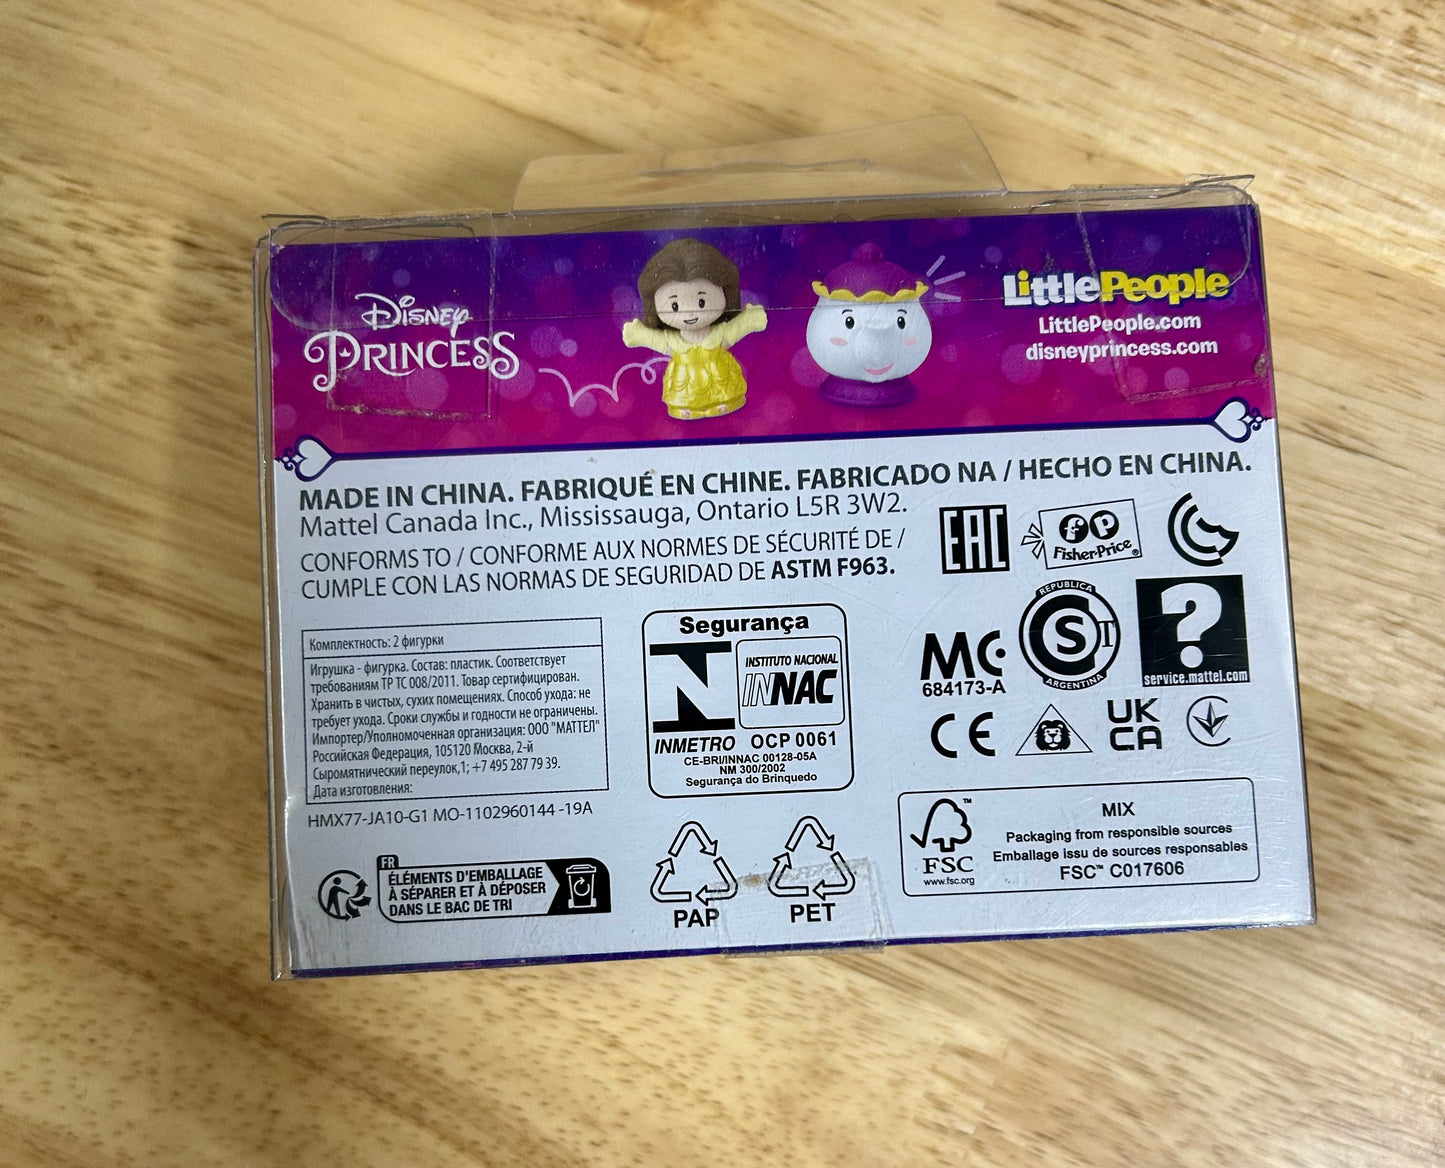 Disney
PRINCESS
LittlePeople
LittlePeople.com
disneyprincess.com
MADE IN CHINA. FABRIQUÉ EN CHINE. FABRICADO NA / HECHO EN CHINA.
Mattel Canada Inc., Mississauga, Ontario L5R 3W2.
CONFORMS TO / CONFORME AUX NORMES DE SÉCURITÉ DE /
CUMPLE CON LAS NORMAS DE SEGURIDAD DE ASTM F963.
EAC
Fisher-Price®
Комплектность: 2 фигурки
Игрушка - фигурка. Состав: пластик. Соответствует
требованиям ТР ТС 008/2011. Товар сертифицирован.
Хранить в чистых, сухих помещениях. Способ ухода: не
требует ухода. Сроки службы и годности не ограничены.
Импортер/Уполномоченная организация: ООО "МАТТЕЛ"
Российская Федерация, 105120 Москва, 2-й
Сыромятнический переулок,1; +7 495 287 79 39.
Дата изготовления:
HMX77-JA10-G1 MO-1102960144 -19A
Segurança
INSTITUTO NACIONAL
INNAC
INMETRO OCP 0061
CE-BRI/INNAC 00128-05A
NM 300/2002
Segurança do Brinquedo
REPUBLICA
S T
ARGENTINA
MC
684173-A
?
service.mattel.com
CE
UK
CA
FR
ÉLÉMENTS D'EMBALLAGE
À SÉPARER ET À DÉPOSER
DANS LE BAC DE TRI
PAP
PET
FSC
www.fsc.org
MIX
Packaging from responsible sources
Emballage issu de sources responsables
FSC™ C017606